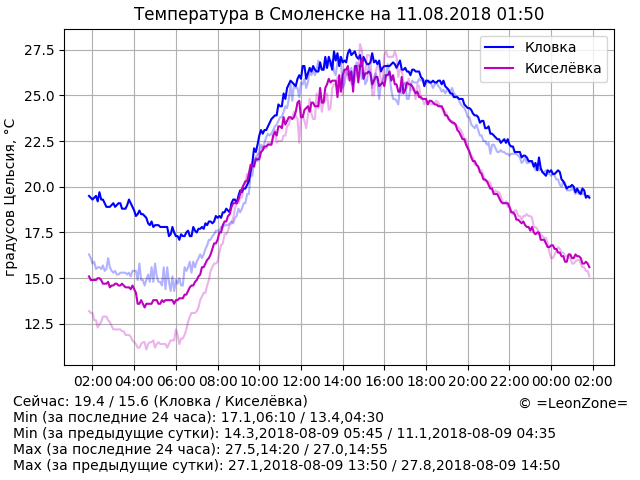 Температура в Смоленске на 11.08.2018 01:50
градусов Цельсия, °C
27.5
25.0
22.5
20.0
17.5
15.0
12.5
Кловка
Киселёвка
02:00 04:00 06:00 08:00 10:00 12:00 14:00 16:00 18:00 20:00 22:00 00:00 02:00
Сейчас: 19.4 / 15.6 (Кловка / Киселёвка)
© =LeonZone=
Min (за последние 24 часа): 17.1,06:10 / 13.4,04:30
Min (за предыдущие сутки): 14.3,2018-08-09 05:45 / 11.1,2018-08-09 04:35
Max (за последние 24 часа): 27.5,14:20 / 27.0,14:55
Max (за предыдущие сутки): 27.1,2018-08-09 13:50 / 27.8,2018-08-09 14:50